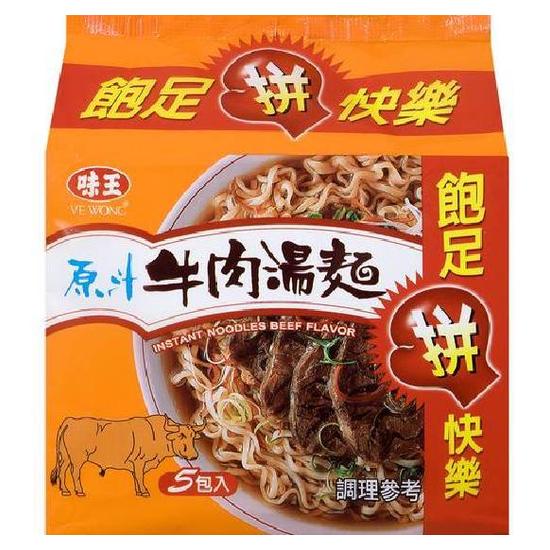 飽足拼快樂
味王
VE WONG
原汁牛肉湯麵
INSTANT NOODLES BEEF FLAVOR
飽足
拼
快樂
5包入
調理參考